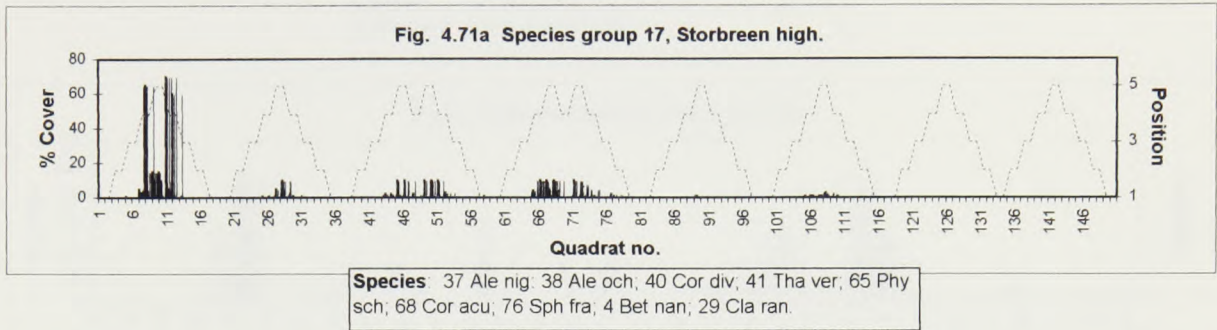 Fig. 4.71a Species group 17, Storbreen high.
80
60
40
20
0
% Cover
5
3
1
Position
1 6 11 16 21 26 31 36 41 46 51 56 61 66 71 76 81 86 91 96 101 106 111 116 121 126 131 136 141 146
Quadrat no.
Species: 37 Ale nig; 38 Ale och; 40 Cor div; 41 Tha ver; 65 Phy
sch; 68 Cor acu; 76 Sph fra; 4 Bet nan; 29 Cla ran.